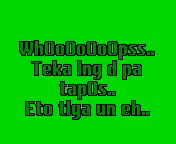 WhOoOoOoOpss..
Teka lng d pa
tapOs..
Eto tlga un eh..